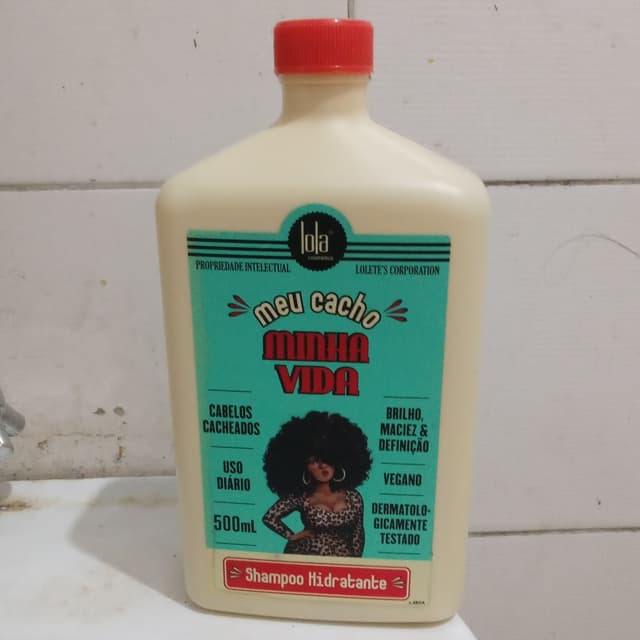 lola
COSMETICS
PROPRIEDADE INTELECTUAL
LOLETE'S CORPORATION
meu cacho
MINHA
VIDA
CABELOS
CACHEADOS
USO
DIÁRIO
500mL
BRILHO,
MACIEZ &
DEFINIÇÃO
VEGANO
DERMATOLO-
GICAMENTE
TESTADO
Shampoo Hidratante